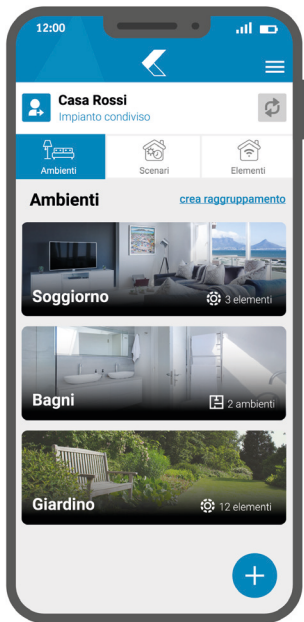 12:00
Casa Rossi
Impianto condiviso
Ambienti
Scenari
Elementi
Ambienti
crea raggruppamento
Soggiorno
3 elementi
Bagni
2 ambienti
Giardino
12 elementi